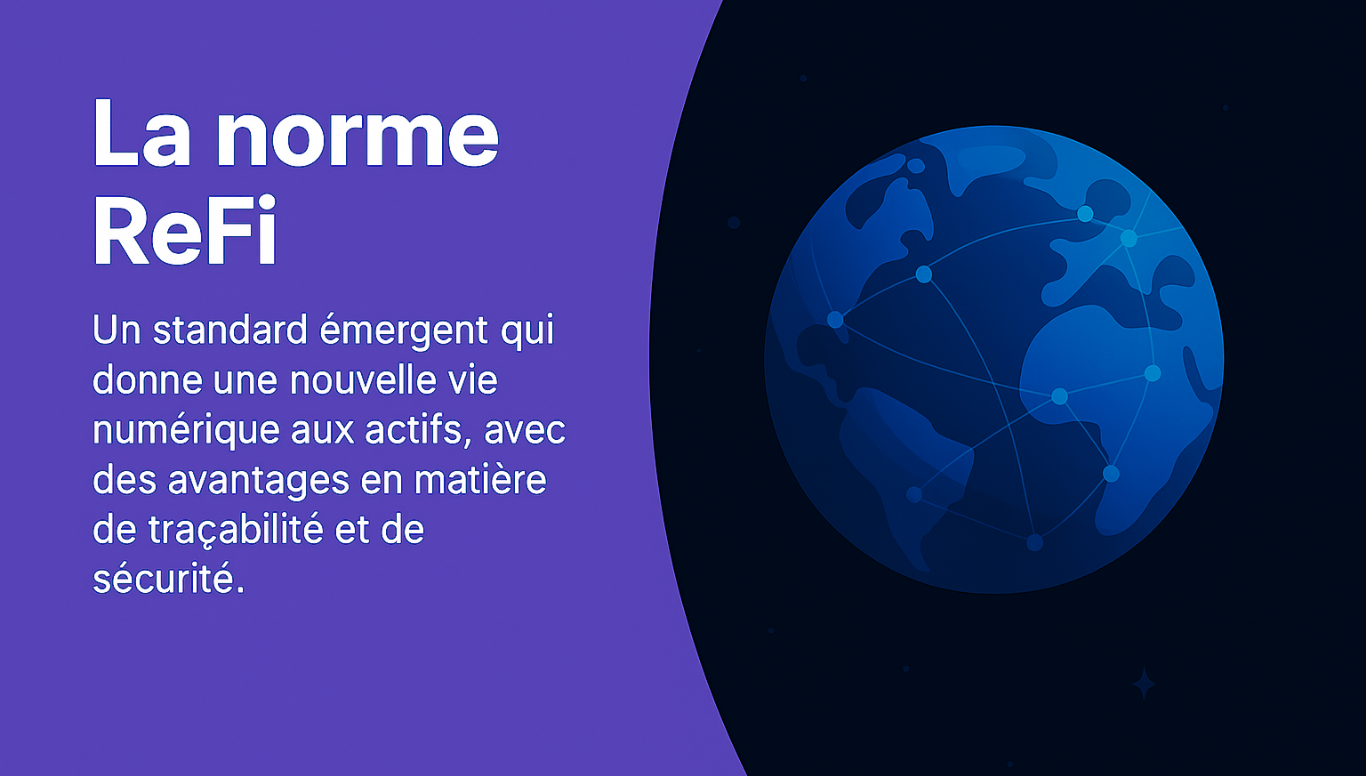 La norme
ReFi
Un standard émergent qui
donne une nouvelle vie
numérique aux actifs, avec
des avantages en matière
de traçabilité et de
sécurité.